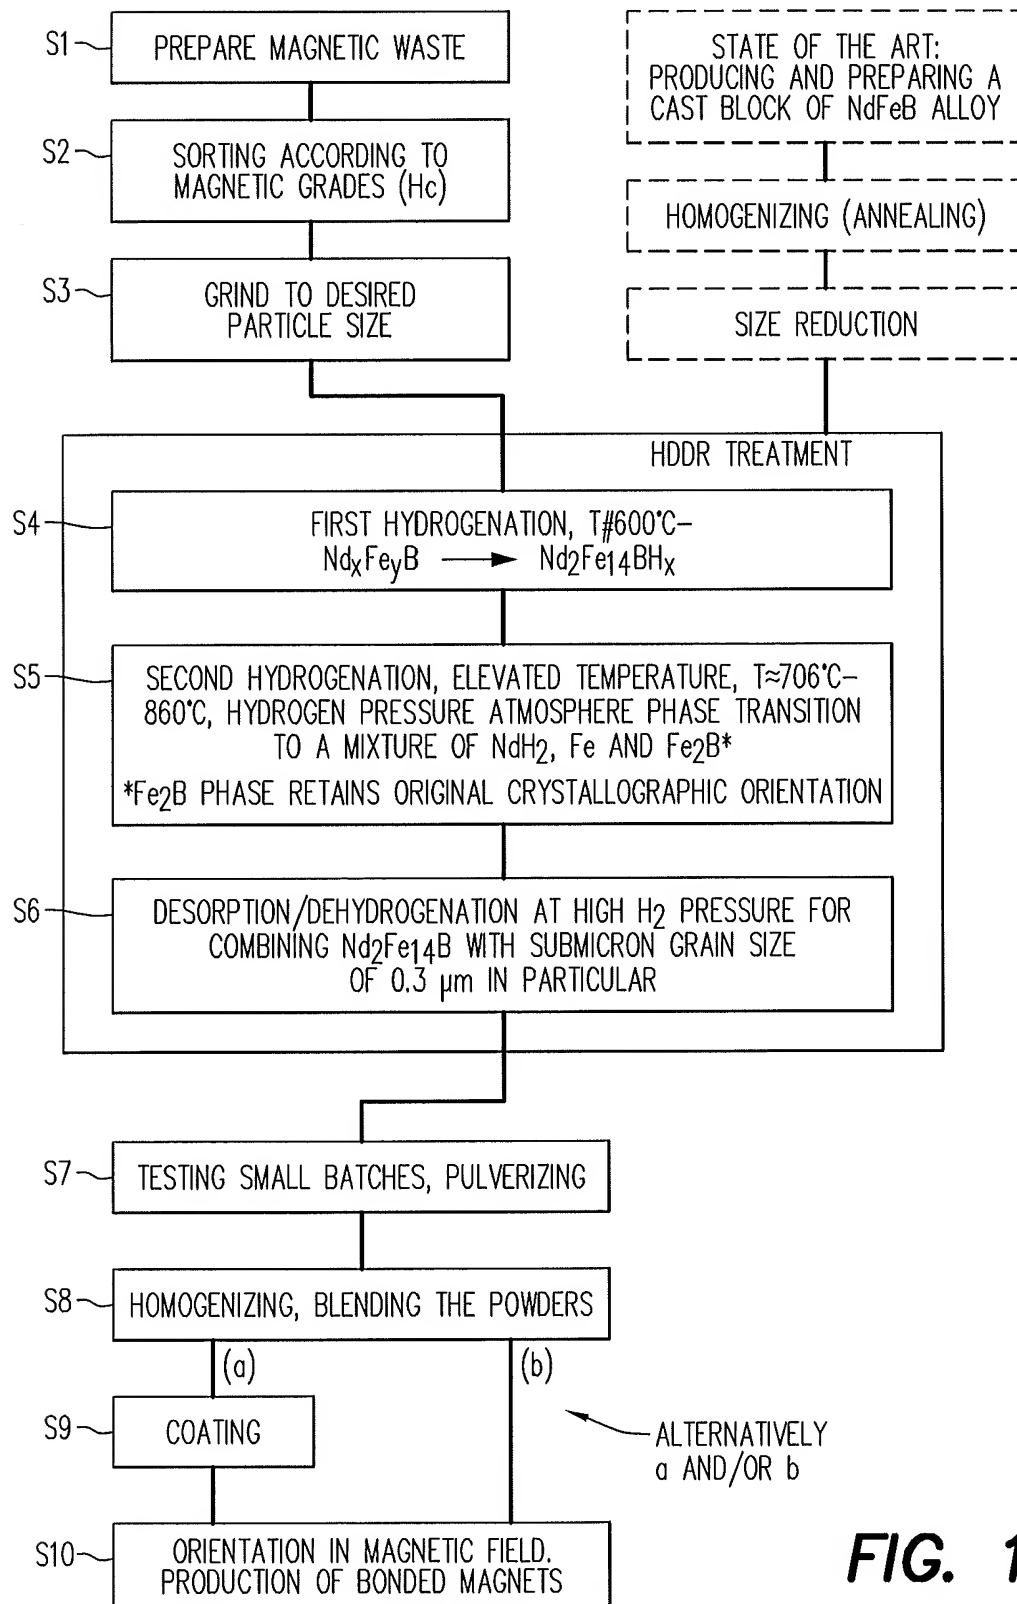 S1
PREPARE MAGNETIC WASTE
S2
SORTING ACCORDING TO
MAGNETIC GRADES (Hc)
S3
GRIND TO DESIRED
PARTICLE SIZE
STATE OF THE ART:
PRODUCING AND PREPARING A
CAST BLOCK OF NdFeB ALLOY
HOMOGENIZING (ANNEALING)
SIZE REDUCTION
HDDR TREATMENT
S4
FIRST HYDROGENATION, T#600°C–
NdxFeyB ⟶ Nd2Fe14BHx
S5
SECOND HYDROGENATION, ELEVATED TEMPERATURE, T≈706°C–
860°C, HYDROGEN PRESSURE ATMOSPHERE PHASE TRANSITION
TO A MIXTURE OF NdH2, Fe AND Fe2B*
*Fe2B PHASE RETAINS ORIGINAL CRYSTALLOGRAPHIC ORIENTATION
S6
DESORPTION/DEHYDROGENATION AT HIGH H2 PRESSURE FOR
COMBINING Nd2Fe14B WITH SUBMICRON GRAIN SIZE
OF 0.3 µm IN PARTICULAR
S7
TESTING SMALL BATCHES, PULVERIZING
S8
HOMOGENIZING, BLENDING THE POWDERS
(a)
(b)
S9
COATING
ALTERNATIVELY
a AND/OR b
S10
ORIENTATION IN MAGNETIC FIELD.
PRODUCTION OF BONDED MAGNETS
FIG. 1